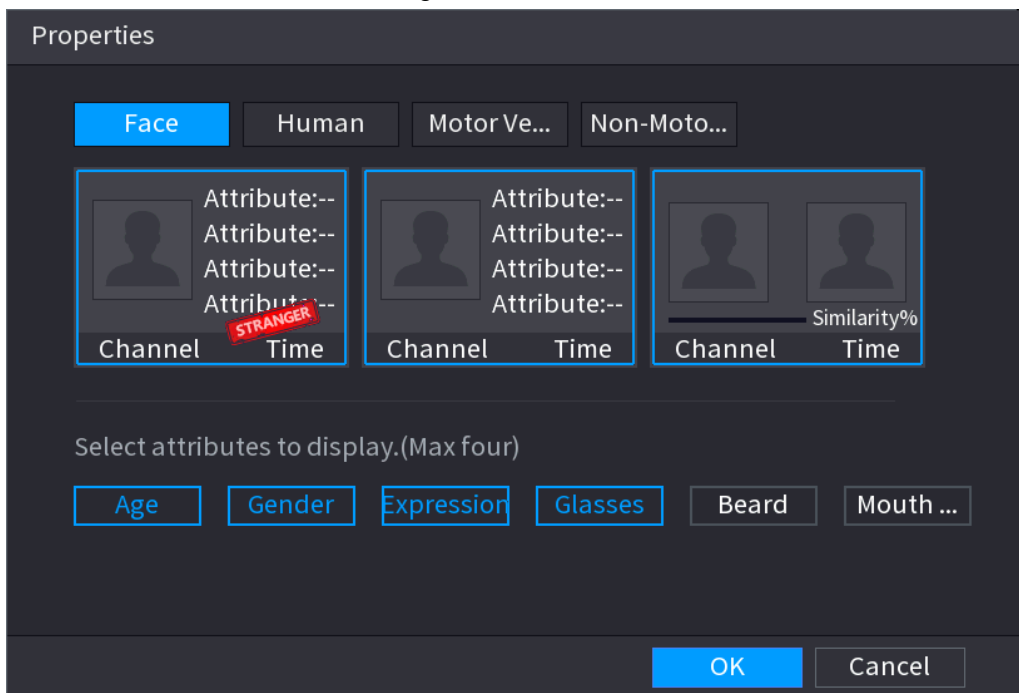 Properties
Face Human Motor Ve... Non-Moto...
Attribute:-- Attribute:--
Attribute:-- Attribute:--
Attribute:-- Attribute:--
Attribute:-- Attribute:--
STRANGER Similarity%
Channel Time Channel Time Channel Time
Select attributes to display.(Max four)
Age Gender Expression Glasses Beard Mouth ...
OK Cancel